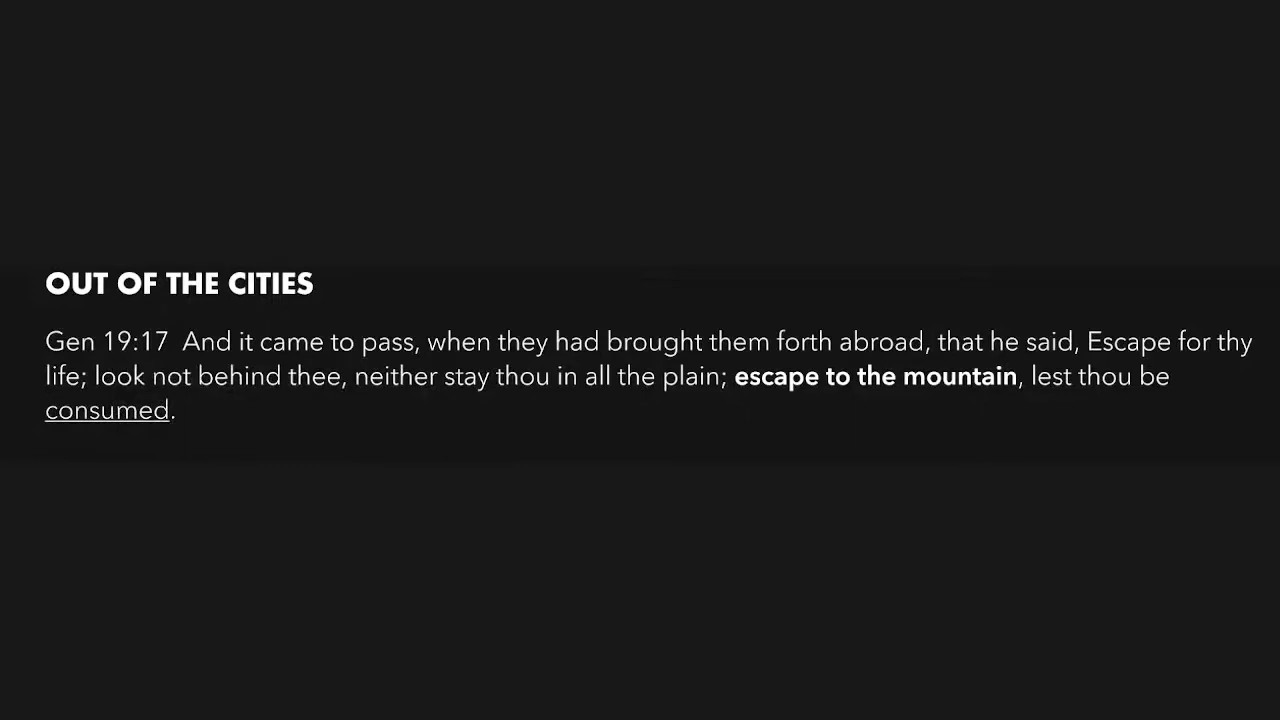 OUT OF THE CITIES
Gen 19:17  And it came to pass, when they had brought them forth abroad, that he said, Escape for thy
life; look not behind thee, neither stay thou in all the plain; escape to the mountain, lest thou be
consumed.